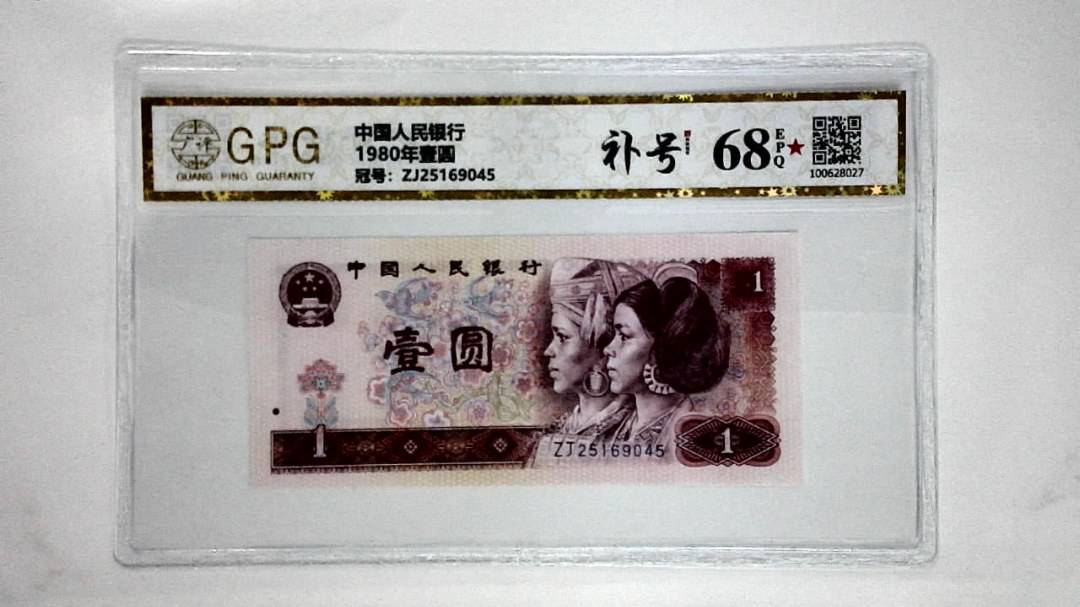 GPG
GUANG PING GUARANTY
中国人民银行
1980年壹圆
冠号：ZJ25169045
补号
68
EPQ
100628027
中国人民银行
1
壹圆
1
ZJ25169045
1